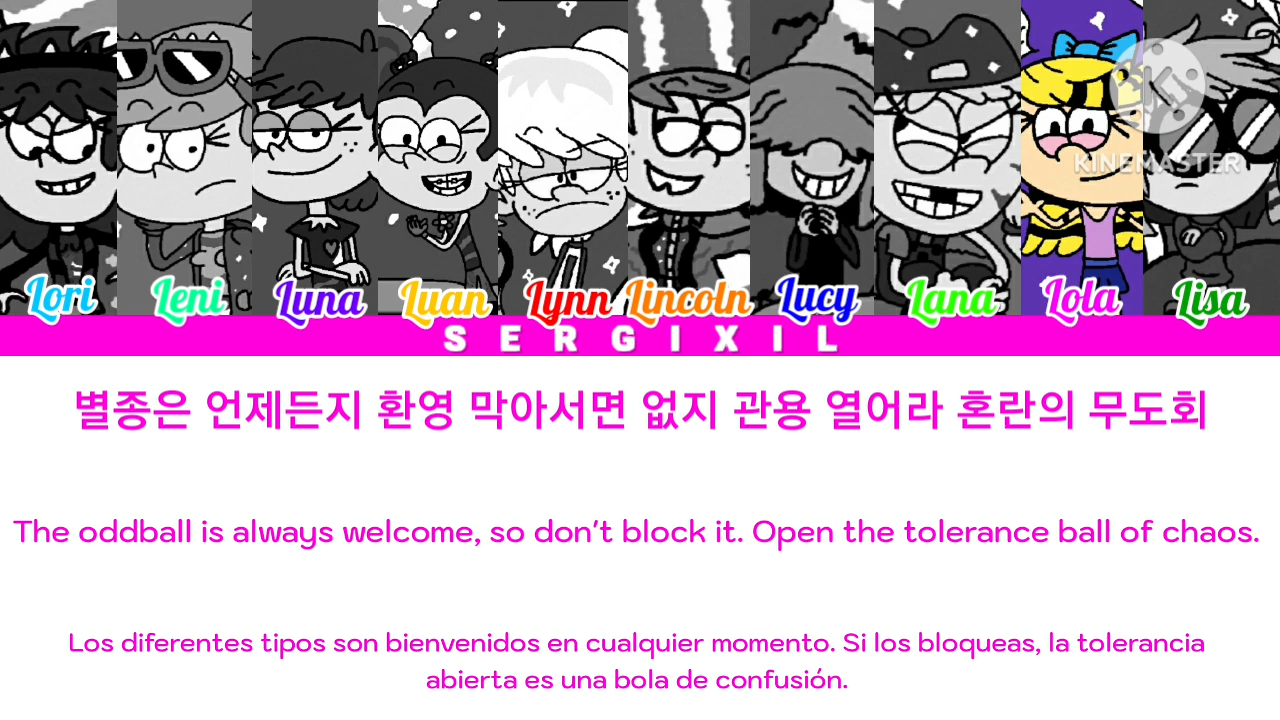 KINEMASTER
Lori Leni Luna Luan Lynn Lincoln Lucy Lana Lola Lisa
SERGIXIL
별종은 언제든지 환영 막아서면 없지 관용 열어라 혼란의 무도회
The oddball is always welcome, so don't block it. Open the tolerance ball of chaos.
Los diferentes tipos son bienvenidos en cualquier momento. Si los bloqueas, la tolerancia
abierta es una bola de confusión.